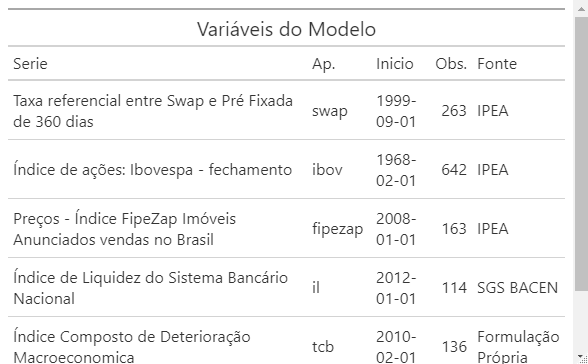 Variáveis do Modelo
Serie Ap. Inicio Obs. Fonte
Taxa referencial entre Swap e Pré Fixada
de 360 dias
swap
1999-
09-01
263 IPEA
Índice de ações: Ibovespa - fechamento
ibov
1968-
02-01
642 IPEA
Preços - Índice FipeZap Imóveis
Anunciados vendas no Brasil
fipezap
2008-
01-01
163 IPEA
Índice de Liquidez do Sistema Bancário
Nacional
il
2012-
01-01
114 SGS BACEN
Índice Composto de Deterioração
Macroeconomica
tcb
2010-
02-01
136
Formulação
Própria